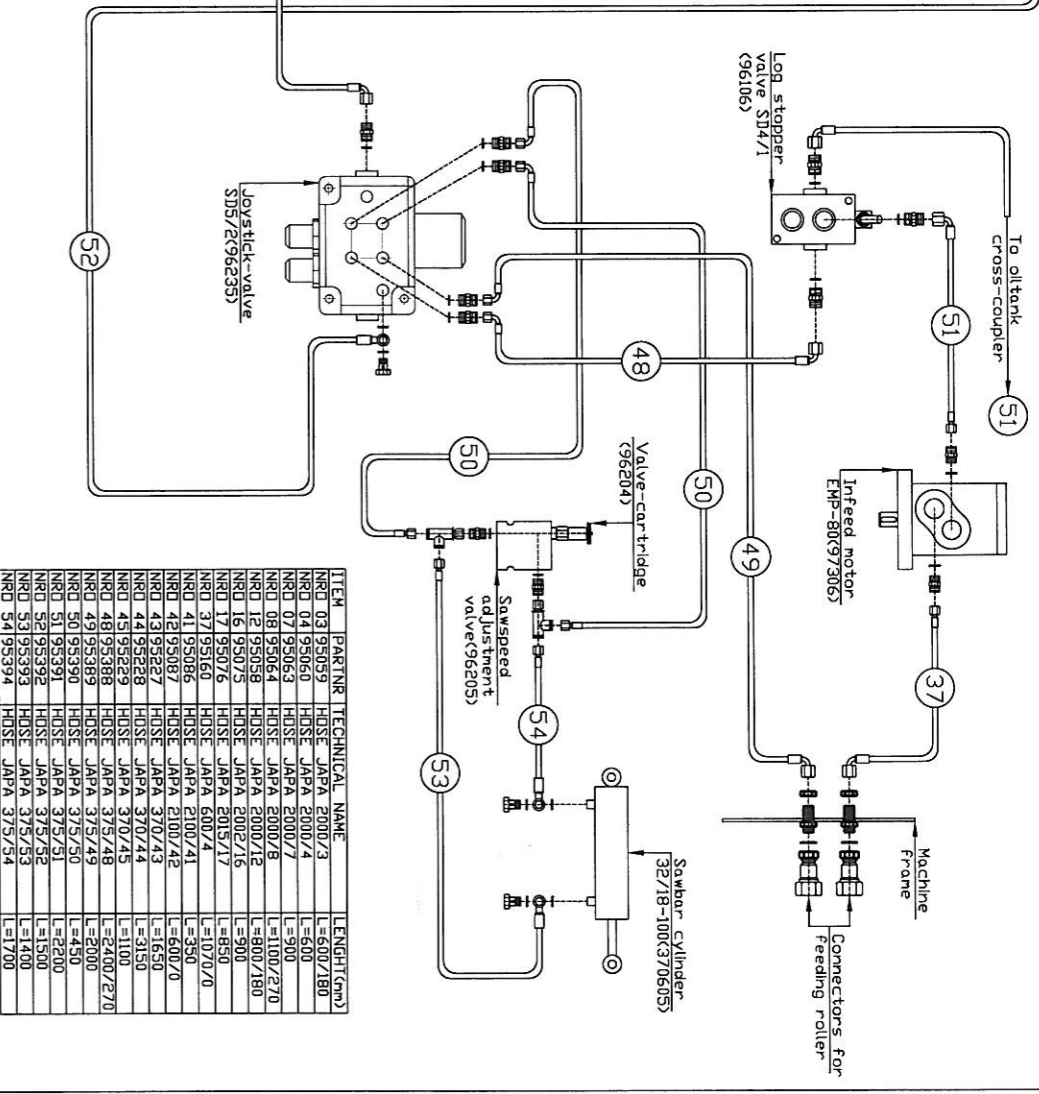 To oiltank
cross-coupler
51
Log stopper
valve SD4/1
(96106)
51
Infeed motor
EMP-80(97306)
37
Machine
frame
Connectors for
feeding roller
48
49
50
52
Joystick-valve
SD5/2(96235)
50
Valve-cartridge
(96204)
Sawspeed
adjustment
valve(96205)
54
53
Sawbar cylinder
32/18-100(370605)
ITEM PARTNR TECHNICAL NAME LENGHT(mm)
NRO 03 95059 HOSE JAPA 2000/3 L=600/180
NRO 04 95060 HOSE JAPA 2000/4 L=600
NRO 07 95063 HOSE JAPA 2000/7 L=900
NRO 08 95064 HOSE JAPA 2000/8 L=1100/270
NRO 12 95058 HOSE JAPA 2000/12 L=800/180
NRO 16 95075 HOSE JAPA 2002/16 L=900
NRO 17 95076 HOSE JAPA 2015/17 L=850
NRO 37 95160 HOSE JAPA 600/4 L=1070/0
NRO 41 95086 HOSE JAPA 2100/41 L=350
NRO 42 95087 HOSE JAPA 2100/42 L=600/0
NRO 43 95227 HOSE JAPA 370/43 L=1650
NRO 44 95228 HOSE JAPA 370/44 L=3150
NRO 45 95229 HOSE JAPA 370/45 L=1100
NRO 48 95388 HOSE JAPA 375/48 L=2400/270
NRO 49 95389 HOSE JAPA 375/49 L=2000
NRO 50 95390 HOSE JAPA 375/50 L=450
NRO 51 95391 HOSE JAPA 375/51 L=2200
NRO 52 95392 HOSE JAPA 375/52 L=1500
NRO 53 95393 HOSE JAPA 375/53 L=1400
NRO 54 95394 HOSE JAPA 375/54 L=1700